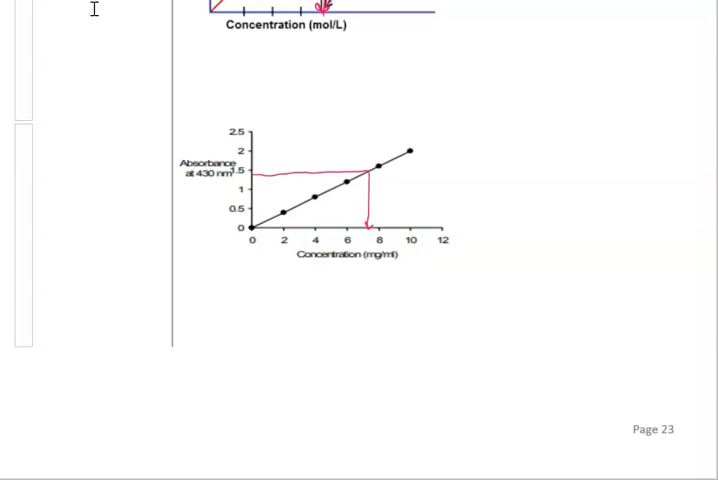 Concentration (mol/L)
2.5
2
Absorbance
at 430 nm
1.5
1
0.5
0
0 2 4 6 8 10 12
Concentration (mg/ml)
Page 23